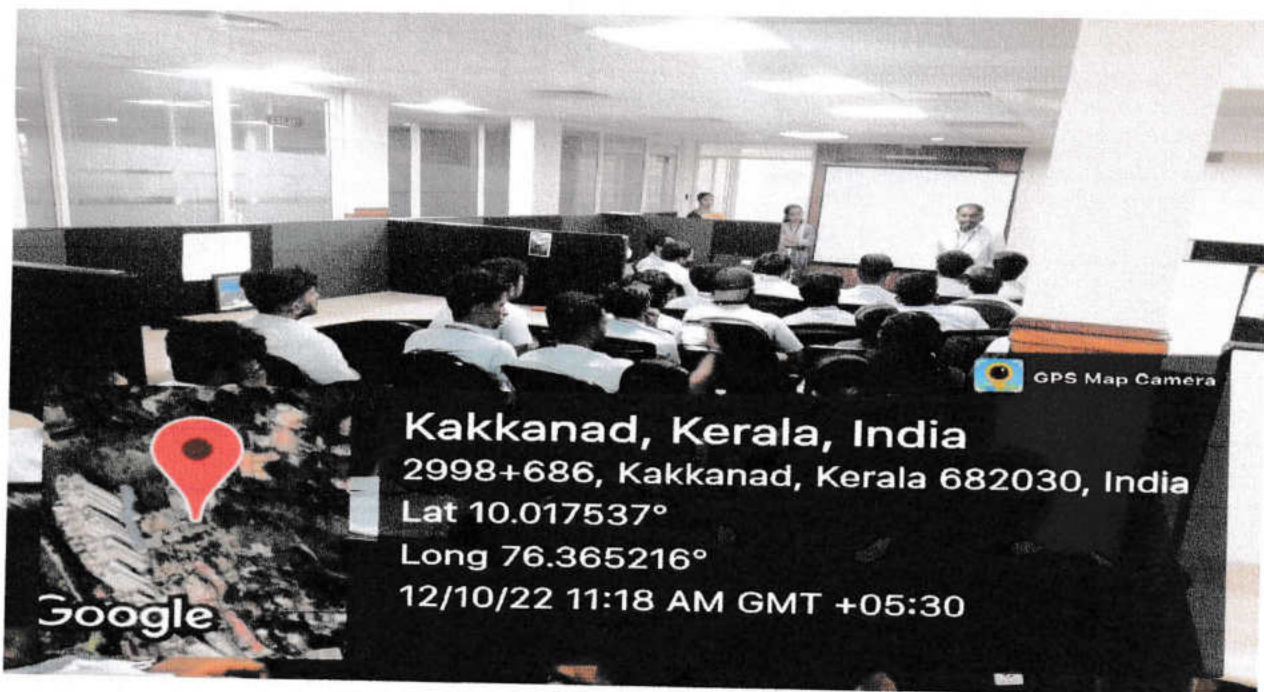 GPS Map Camera
Kakkanad, Kerala, India
2998+686, Kakkanad, Kerala 682030, India
Lat 10.017537°
Long 76.365216°
12/10/22 11:18 AM GMT +05:30
Google